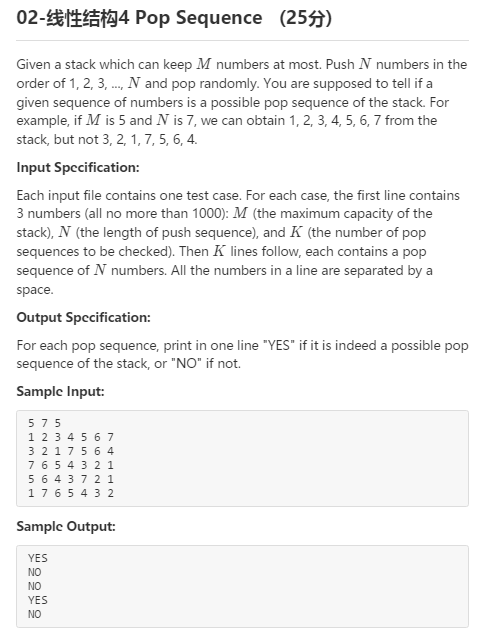 02-线性结构4 Pop Sequence (25分)
Given a stack which can keep M numbers at most. Push N numbers in the
order of 1, 2, 3, ..., N and pop randomly. You are supposed to tell if a
given sequence of numbers is a possible pop sequence of the stack. For
example, if M is 5 and N is 7, we can obtain 1, 2, 3, 4, 5, 6, 7 from the
stack, but not 3, 2, 1, 7, 5, 6, 4.
Input Specification:
Each input file contains one test case. For each case, the first line contains
3 numbers (all no more than 1000): M (the maximum capacity of the
stack), N (the length of push sequence), and K (the number of pop
sequences to be checked). Then K lines follow, each contains a pop
sequence of N numbers. All the numbers in a line are separated by a
space.
Output Specification:
For each pop sequence, print in one line "YES" if it is indeed a possible pop
sequence of the stack, or "NO" if not.
Sample Input:
5 7 5
1 2 3 4 5 6 7
3 2 1 7 5 6 4
7 6 5 4 3 2 1
5 6 4 3 7 2 1
1 7 6 5 4 3 2
Sample Output:
YES
NO
NO
YES
NO